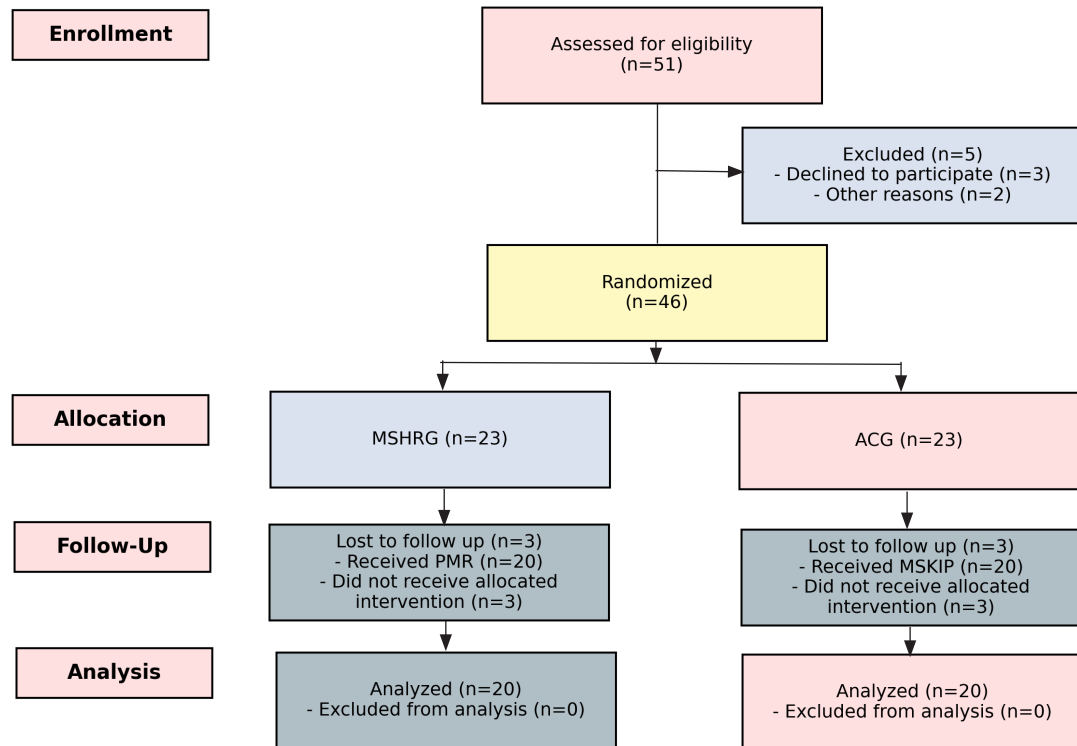 Enrollment
Assessed for eligibility
(n=51)
Excluded (n=5)
- Declined to participate (n=3)
- Other reasons (n=2)
Randomized
(n=46)
Allocation
MSHRG (n=23)
ACG (n=23)
Follow-Up
Lost to follow up (n=3)
- Received PMR (n=20)
- Did not receive allocated
intervention (n=3)
Lost to follow up (n=3)
- Received MSKIP (n=20)
- Did not receive allocated
intervention (n=3)
Analysis
Analyzed (n=20)
- Excluded from analysis (n=0)
Analyzed (n=20)
- Excluded from analysis (n=0)